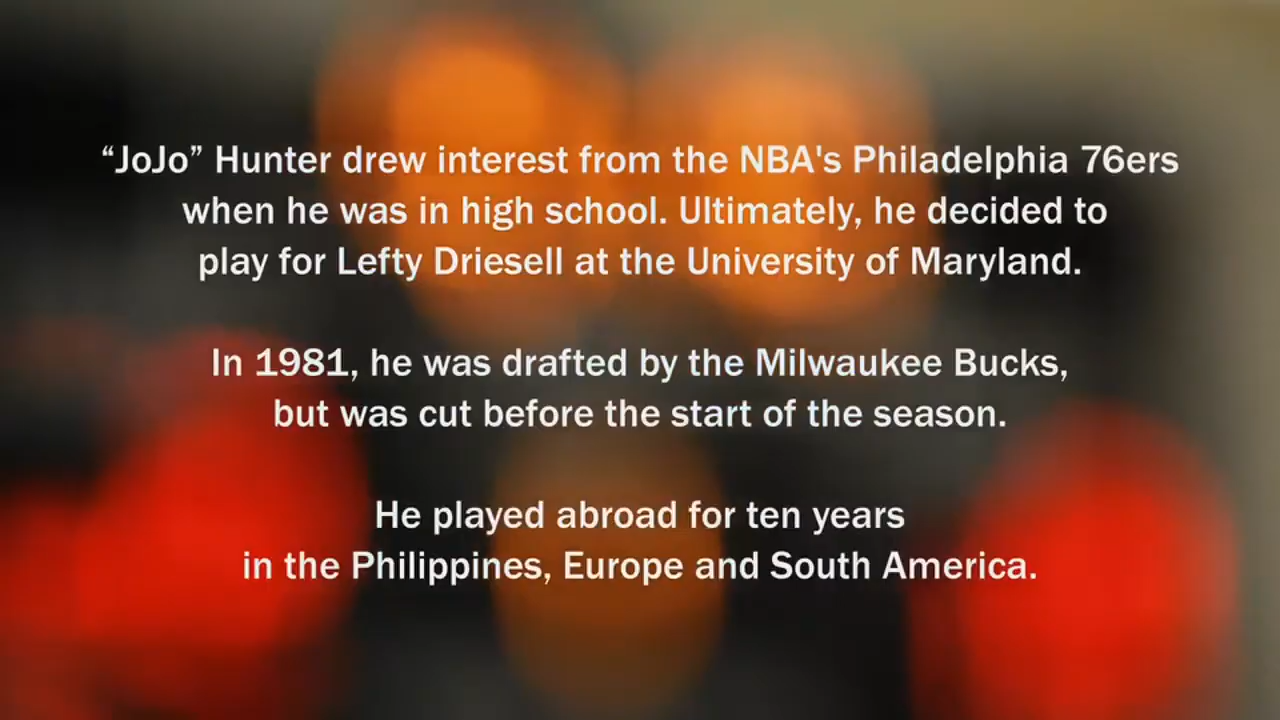 “JoJo” Hunter drew interest from the NBA's Philadelphia 76ers
when he was in high school. Ultimately, he decided to
play for Lefty Driesell at the University of Maryland.
In 1981, he was drafted by the Milwaukee Bucks,
but was cut before the start of the season.
He played abroad for ten years
in the Philippines, Europe and South America.